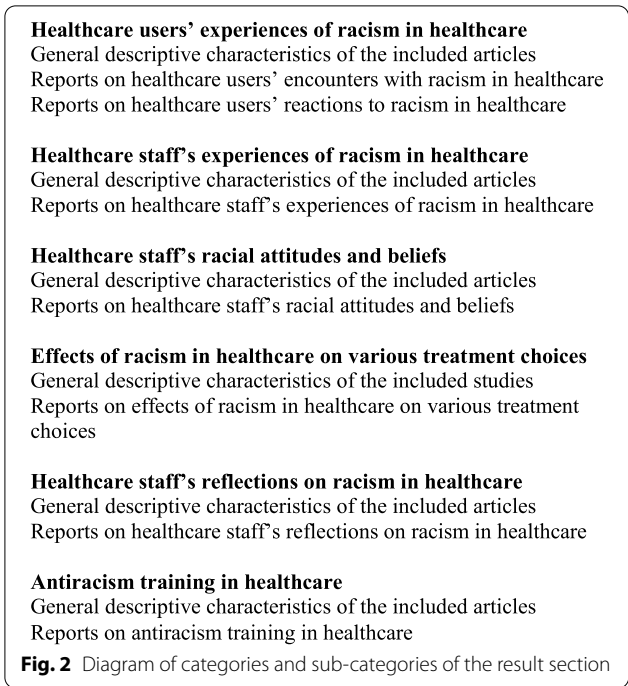 Healthcare users’ experiences of racism in healthcare
General descriptive characteristics of the included articles
Reports on healthcare users’ encounters with racism in healthcare
Reports on healthcare users’ reactions to racism in healthcare
Healthcare staff’s experiences of racism in healthcare
General descriptive characteristics of the included articles
Reports on healthcare staff’s experiences of racism in healthcare
Healthcare staff’s racial attitudes and beliefs
General descriptive characteristics of the included articles
Reports on healthcare staff’s racial attitudes and beliefs
Effects of racism in healthcare on various treatment choices
General descriptive characteristics of the included studies
Reports on effects of racism in healthcare on various treatment
choices
Healthcare staff’s reflections on racism in healthcare
General descriptive characteristics of the included articles
Reports on healthcare staff’s reflections on racism in healthcare
Antiracism training in healthcare
General descriptive characteristics of the included articles
Reports on antiracism training in healthcare
Fig. 2 Diagram of categories and sub-categories of the result section